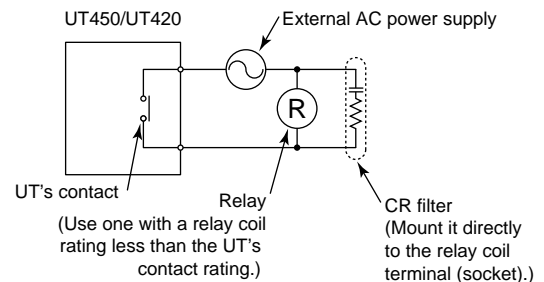 UT450/UT420
External AC power supply
R
UT's contact
Relay
(Use one with a relay coil
rating less than the UT's
contact rating.)
CR filter
(Mount it directly
to the relay coil
terminal (socket).)